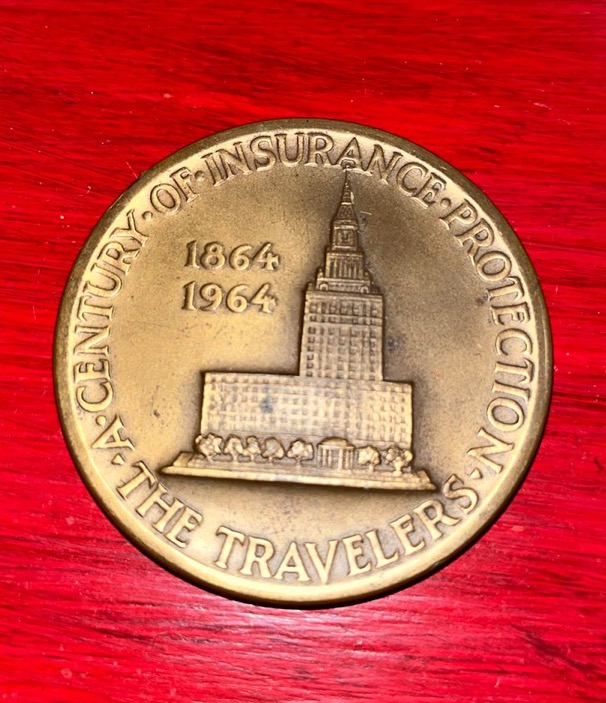 ·A·CENTURY·OF·INSURANCE·PROTECTION·
THE TRAVELERS·
1864
1964